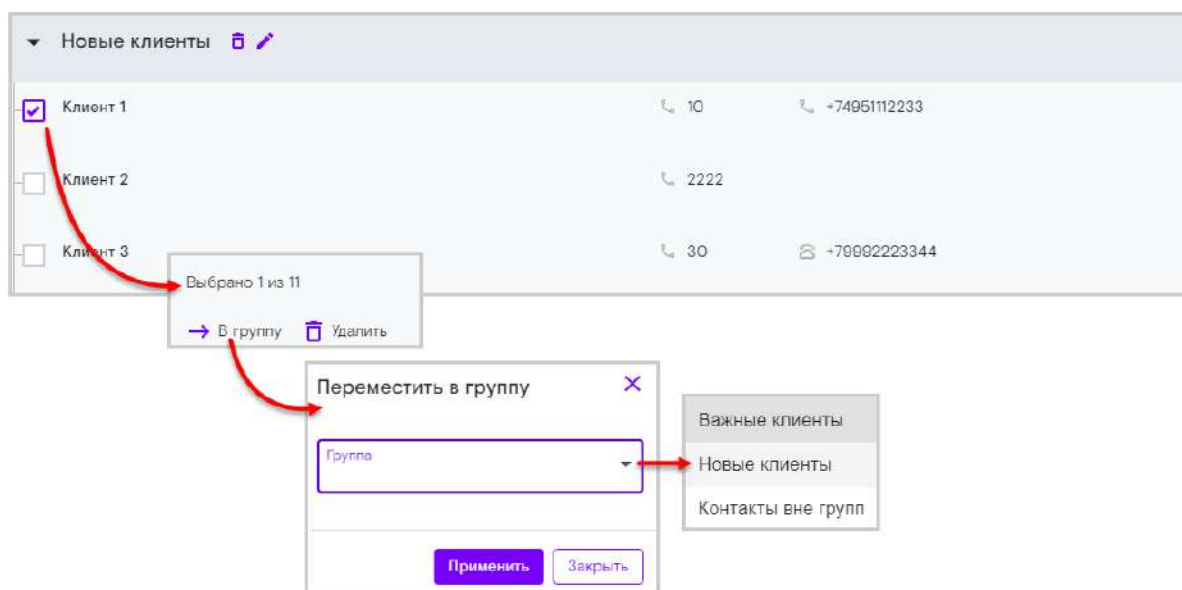 Новые клиенты
Клиент 1 10 +74951112233
Клиент 2 2222
Клиент 3 30 +79992223344
Выбрано 1 из 11
В группу Удалить
Переместить в группу
Группа
Применить Закрыть
Важные клиенты
Новые клиенты
Контакты вне групп